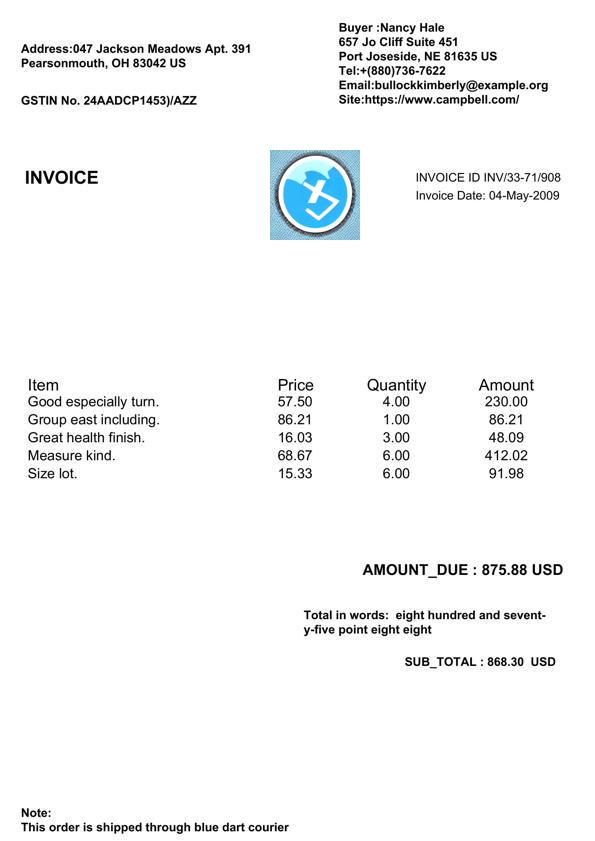 Address:047 Jackson Meadows Apt. 391
Pearsonmouth, OH 83042 US
GSTIN No. 24AADCP1453)/AZZ
Buyer :Nancy Hale
657 Jo Cliff Suite 451
Port Joseside, NE 81635 US
Tel:+(880)736-7622
Email:bullockkimberly@example.org
Site:https://www.campbell.com/
INVOICE
INVOICE ID INV/33-71/908
Invoice Date: 04-May-2009
Item Price Quantity Amount
Good especially turn. 57.50 4.00 230.00
Group east including. 86.21 1.00 86.21
Great health finish. 16.03 3.00 48.09
Measure kind. 68.67 6.00 412.02
Size lot. 15.33 6.00 91.98
AMOUNT_DUE : 875.88 USD
Total in words: eight hundred and sevent-
y-five point eight eight
SUB_TOTAL : 868.30 USD
Note:
This order is shipped through blue dart courier